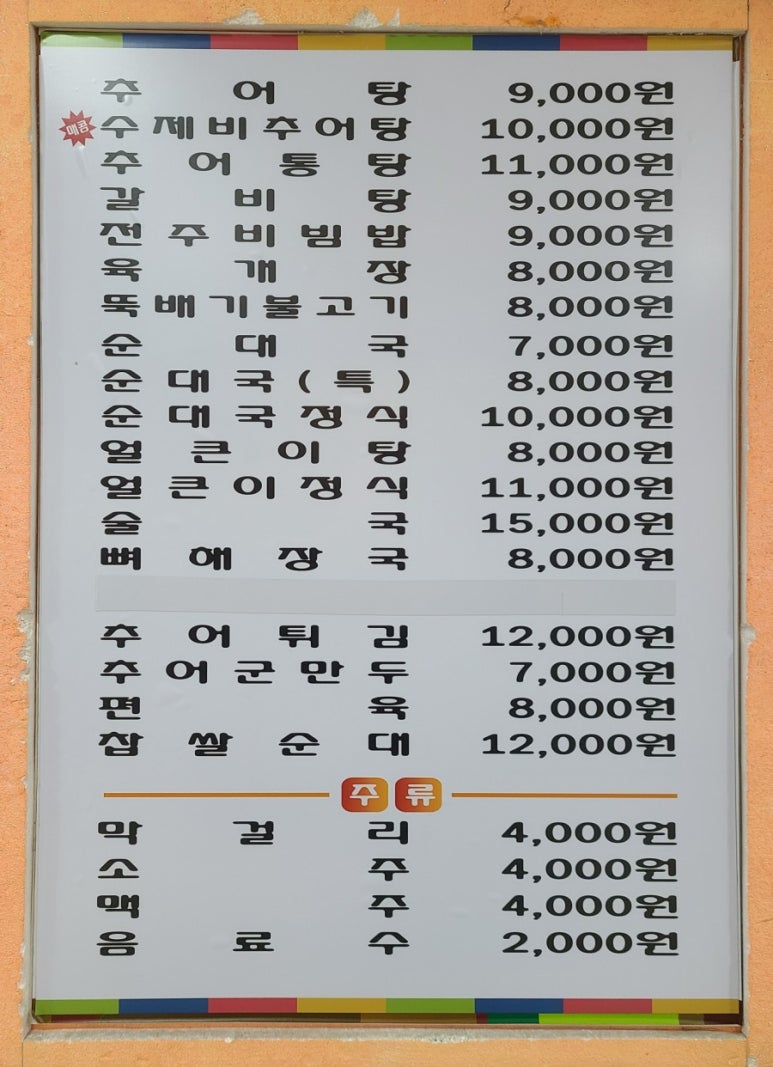 추어탕 9,000원
매콤 수제비추어탕 10,000원
추어통탕 11,000원
갈비탕 9,000원
전주비빔밥 9,000원
육개장 8,000원
뚝배기불고기 8,000원
순대국 7,000원
순대국(특) 8,000원
순대국정식 10,000원
얼큰이탕 8,000원
얼큰이정식 11,000원
술국 15,000원
뼈해장국 8,000원
추어튀김 12,000원
추어군만두 7,000원
편육 8,000원
찹쌀순대 12,000원
주류
막걸리 4,000원
소주 4,000원
맥주 4,000원
음료수 2,000원